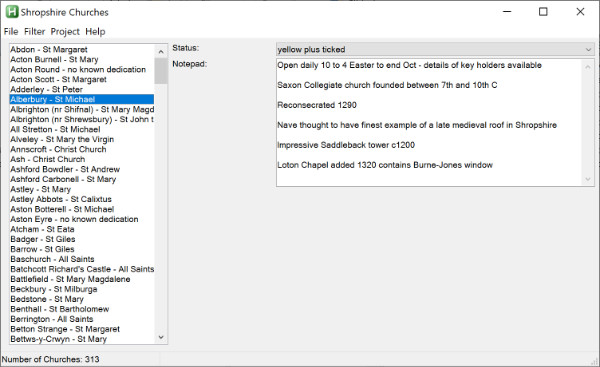 Shropshire Churches
File Filter Project Help
Abdon - St Margaret
Acton Burnell - St Mary
Acton Round - no known dedication
Acton Scott - St Margaret
Adderley - St Peter
Alberbury - St Michael
Albrighton (nr Shifnal) - St Mary Magd
Albrighton (nr Shrewsbury) - St John t
All Stretton - St Michael
Alveley - St Mary the Virgin
Annscroft - Christ Church
Ash - Christ Church
Ashford Bowdler - St Andrew
Ashford Carbonell - St Mary
Astley - St Mary
Astley Abbots - St Calixtus
Aston Botterell - St Michael
Aston Eyre - no known dedication
Atcham - St Eata
Badger - St Giles
Barrow - St Giles
Baschurch - All Saints
Batchcott Richard's Castle - All Saints
Battlefield - St Mary Magdalene
Beckbury - St Milburga
Bedstone - St Mary
Benthall - St Bartholomew
Berrington - All Saints
Betton Strange - St Margaret
Bettws-y-Crwyn - St Mary
Status:
yellow plus ticked
Notepad:
Open daily 10 to 4 Easter to end Oct - details of key holders available
Saxon Collegiate church founded between 7th and 10th C
Reconsecrated 1290
Nave thought to have finest example of a late medieval roof in Shropshire
Impressive Saddleback tower c1200
Loton Chapel added 1320 contains Burne-Jones window
Number of Churches: 313